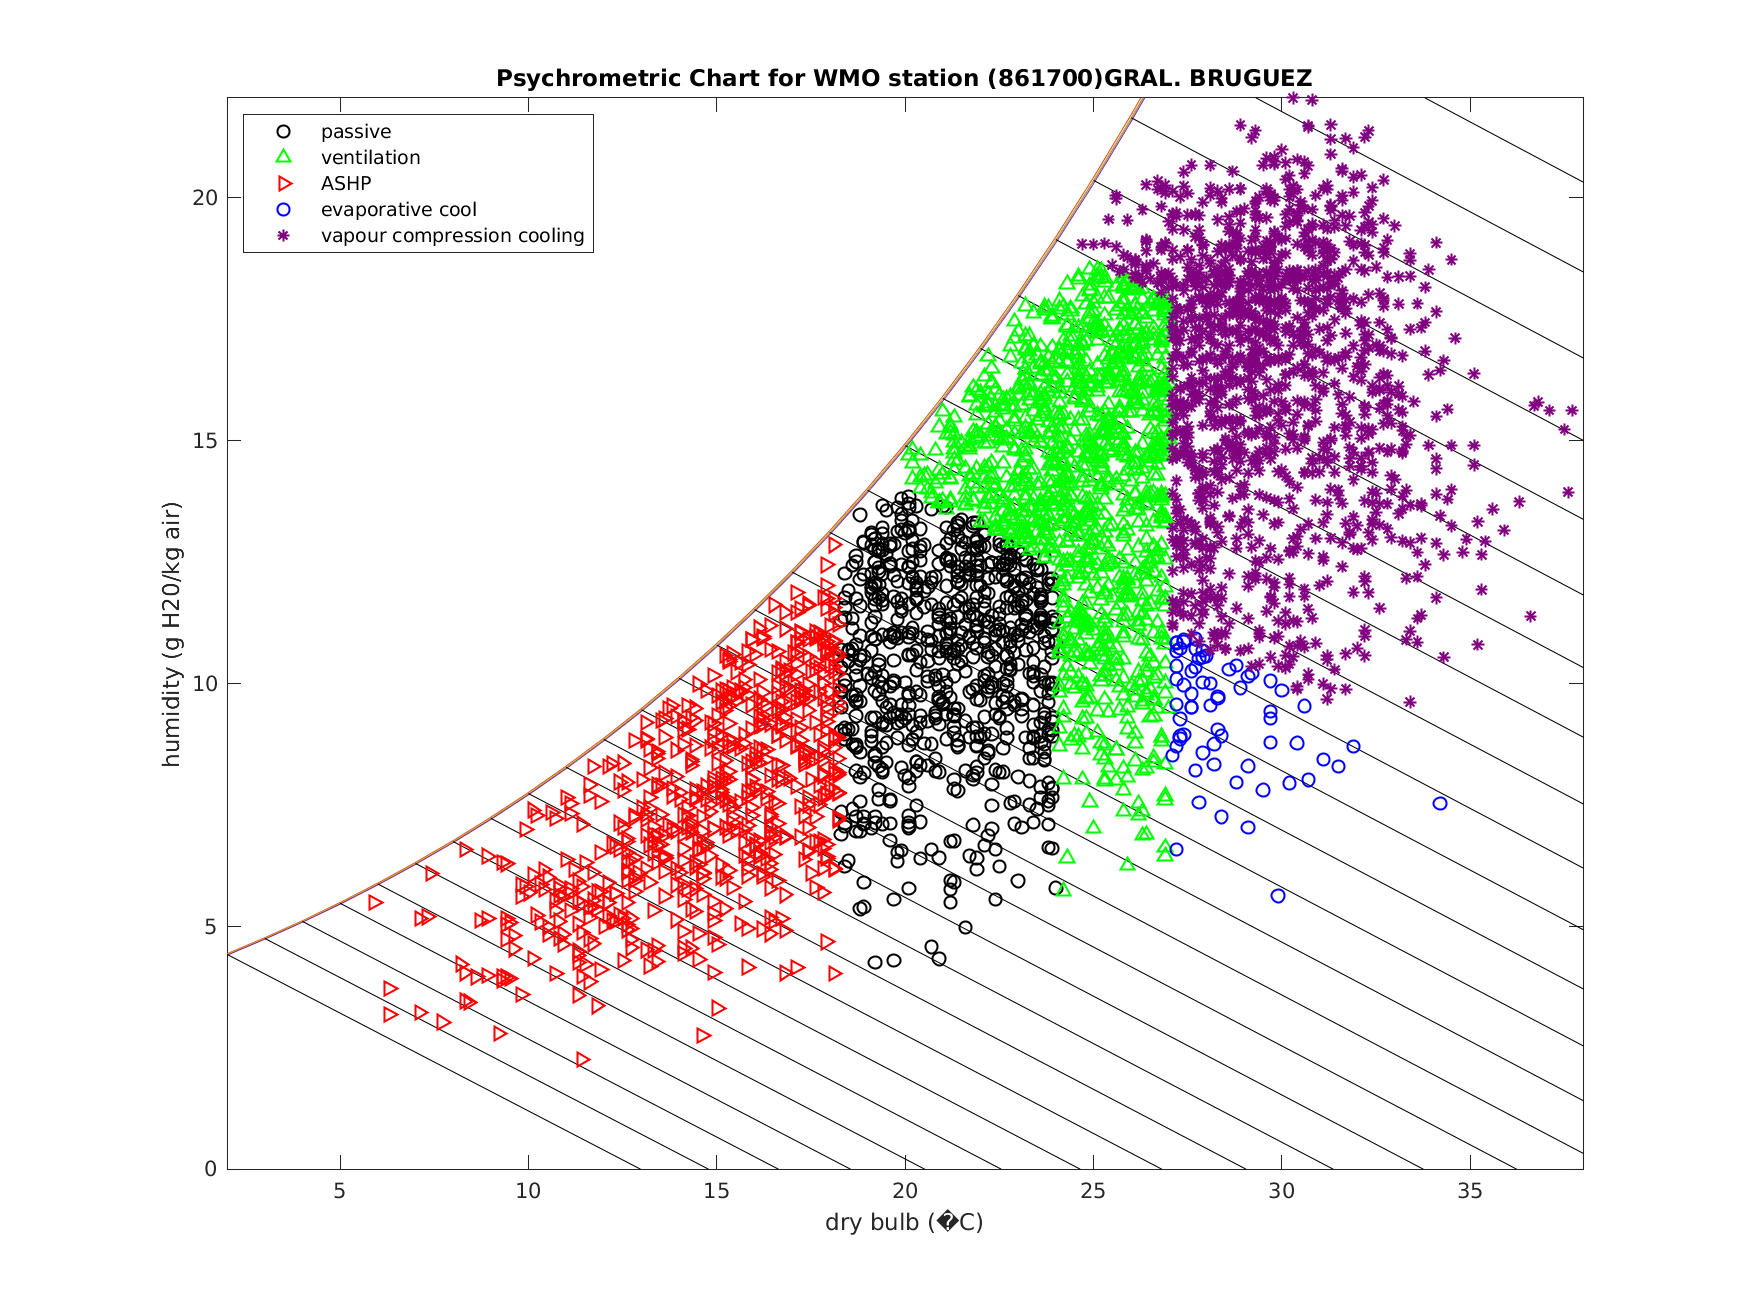 Psychrometric Chart for WMO station (861700)GRAL. BRUGUEZ
passive
ventilation
ASHP
evaporative cool
vapour compression cooling
20
15
10
5
0
humidity (g H20/kg air)
5 10 15 20 25 30 35
dry bulb (�C)